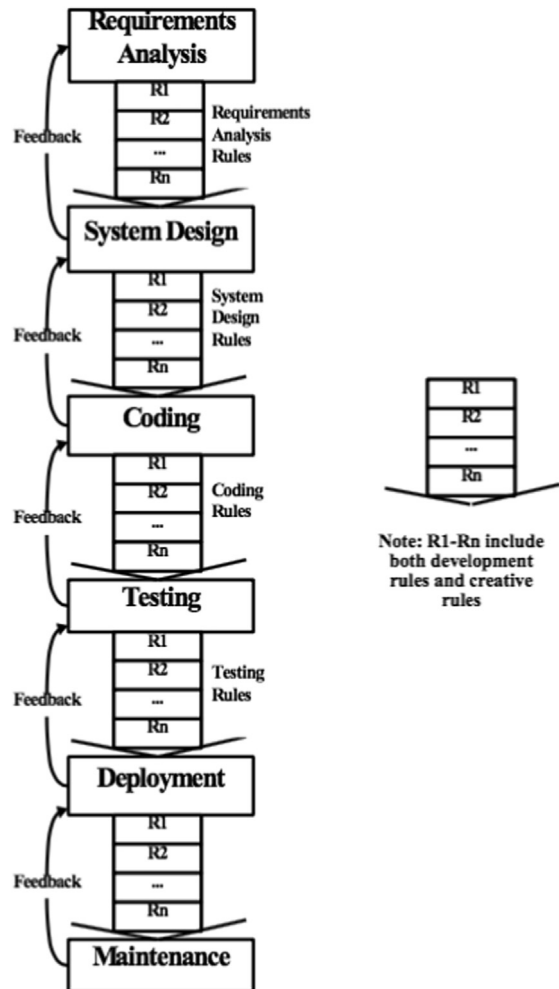 Requirements
Analysis
R1
R2
...
Rn
Requirements
Analysis
Rules
Feedback
System Design
R1
R2
...
Rn
System
Design
Rules
Feedback
Coding
R1
R2
...
Rn
Coding
Rules
Feedback
Testing
R1
R2
...
Rn
Testing
Rules
Feedback
Deployment
R1
R2
...
Rn
Feedback
Maintenance
R1
R2
...
Rn
Note: R1-Rn include
both development
rules and creative
rules